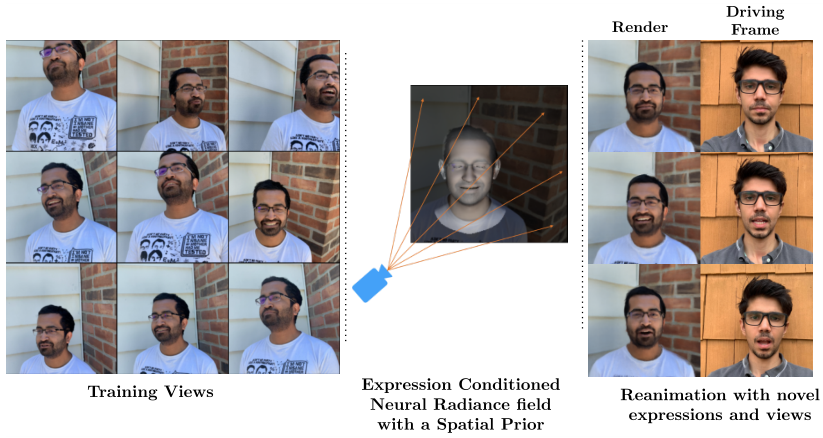 Render
Driving
Frame
Training Views
Expression Conditioned
Neural Radiance field
with a Spatial Prior
Reanimation with novel
expressions and views